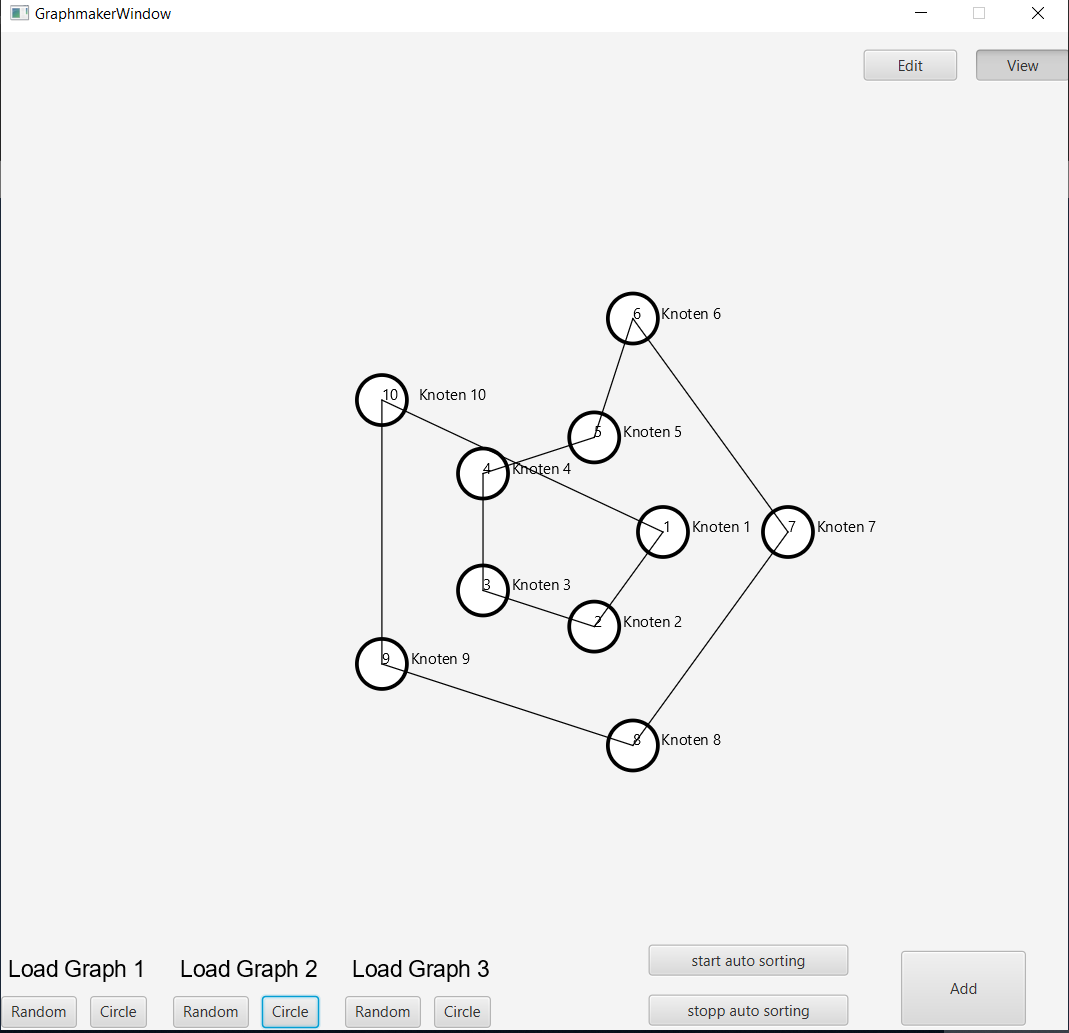 GraphmakerWindow
Edit View
6 Knoten 6
10 Knoten 10
5 Knoten 5
4 Knoten 4
1 Knoten 1
7 Knoten 7
3 Knoten 3
2 Knoten 2
9 Knoten 9
8 Knoten 8
Load Graph 1 Load Graph 2 Load Graph 3
Random Circle Random Circle Random Circle
start auto sorting
stopp auto sorting
Add